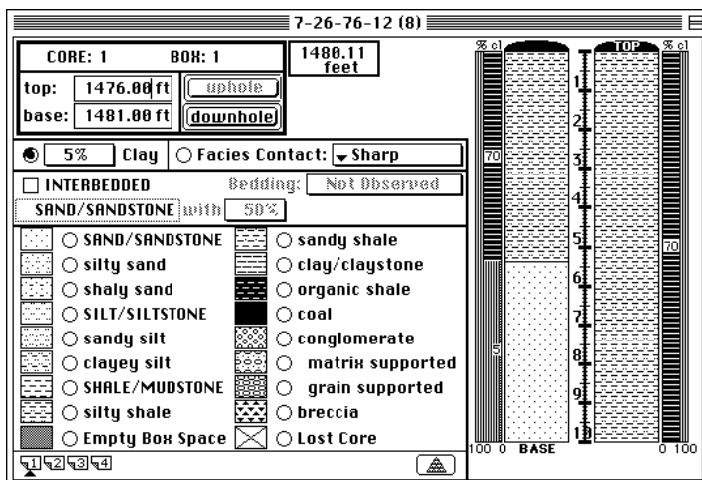 7-26-76-12 (8)
CORE: 1 BOX: 1
1480.11
feet
top: 1476.00 ft uphole
base: 1481.00 ft downhole
5% Clay Facies Contact: Sharp
INTERBEDDED Bedding: Not Observed
SAND/SANDSTONE with 50%
SAND/SANDSTONE sandy shale
silty sand clay/claystone
shaly sand organic shale
SILT/SILTSTONE coal
sandy silt conglomerate
clayey silt matrix supported
SHALE/MUDSTONE grain supported
silty shale breccia
Empty Box Space Lost Core
1 2 3 4
% cl TOP % cl
1
2
70 3
4
5 70
6
7
5 8
9
10
100 0 BASE 0 100